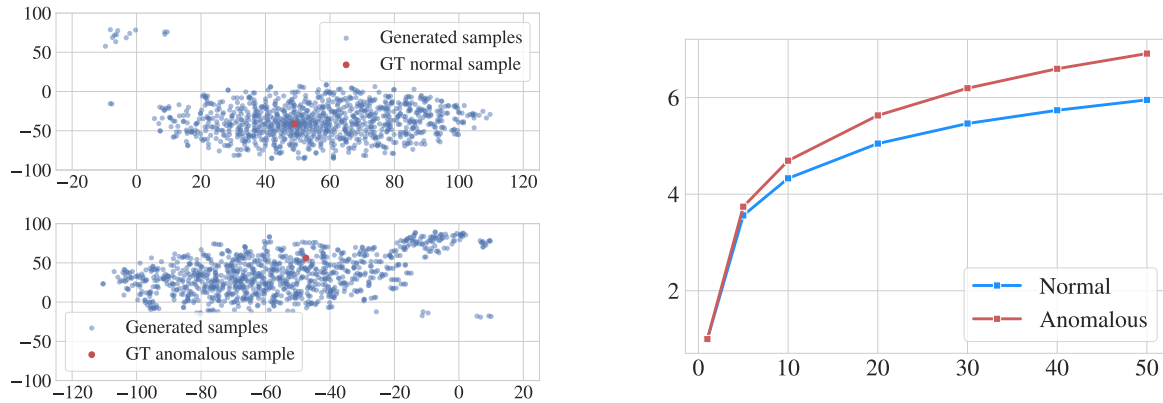 100
50
0
−50
−100
Generated samples
GT normal sample
−20 0 20 40 60 80 100 120
100
50
0
−50
−100
Generated samples
GT anomalous sample
−120 −100 −80 −60 −40 −20 0 20
6
4
2
Normal
Anomalous
0 10 20 30 40 50